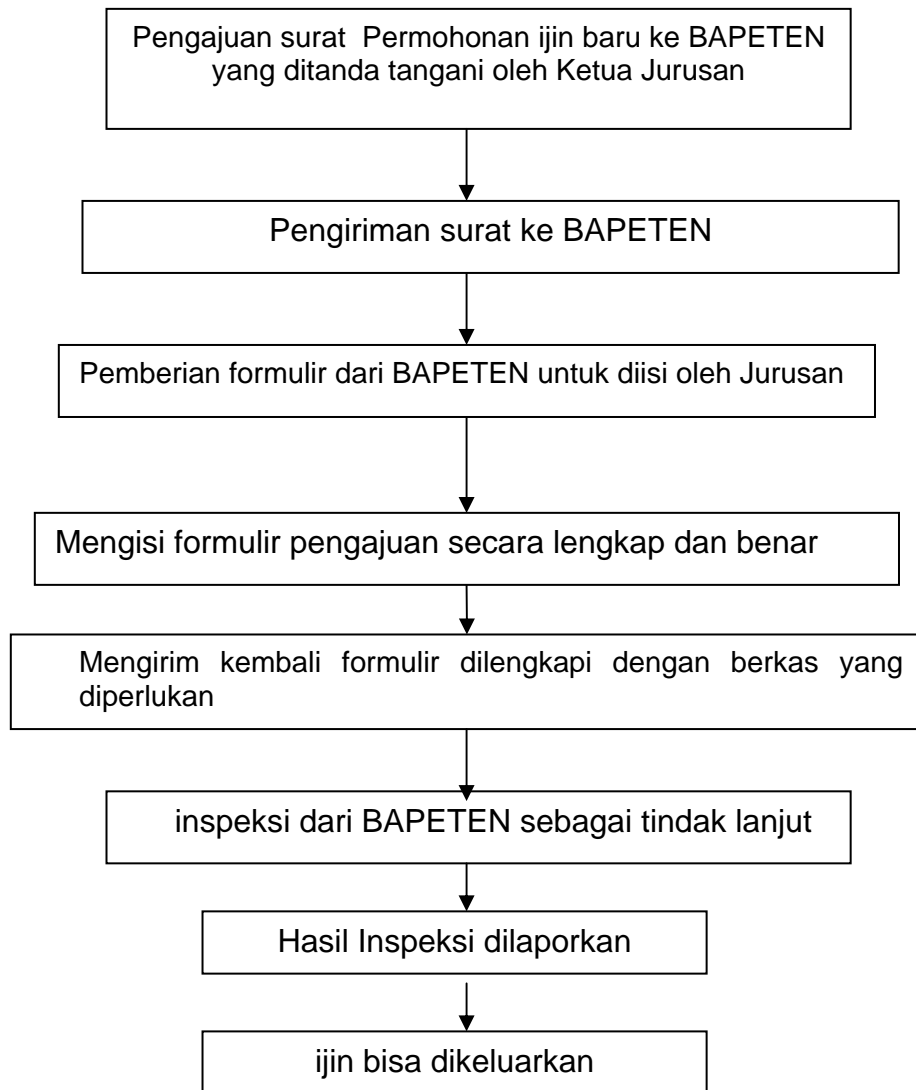 Pengajuan surat Permohonan ijin baru ke BAPETEN
yang ditanda tangani oleh Ketua Jurusan
Pengiriman surat ke BAPETEN
Pemberian formulir dari BAPETEN untuk diisi oleh Jurusan
Mengisi formulir pengajuan secara lengkap dan benar
Mengirim kembali formulir dilengkapi dengan berkas yang
diperlukan
inspeksi dari BAPETEN sebagai tindak lanjut
Hasil Inspeksi dilaporkan
ijin bisa dikeluarkan